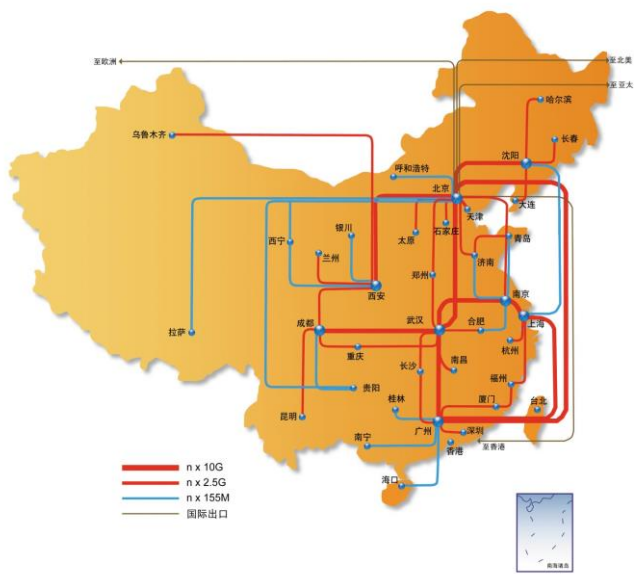 至欧洲
至北美
至亚太
哈尔滨
乌鲁木齐
长春
沈阳
呼和浩特
北京
大连
天津
石家庄
太原
银川
西宁
兰州
青岛
济南
郑州
西安
南京
上海
拉萨
成都
武汉
合肥
杭州
重庆
长沙
南昌
福州
贵阳
桂林
厦门
台北
昆明
广州
深圳
南宁
香港
至香港
海口
n x 10G
n x 2.5G
n x 155M
国际出口
南海诸岛